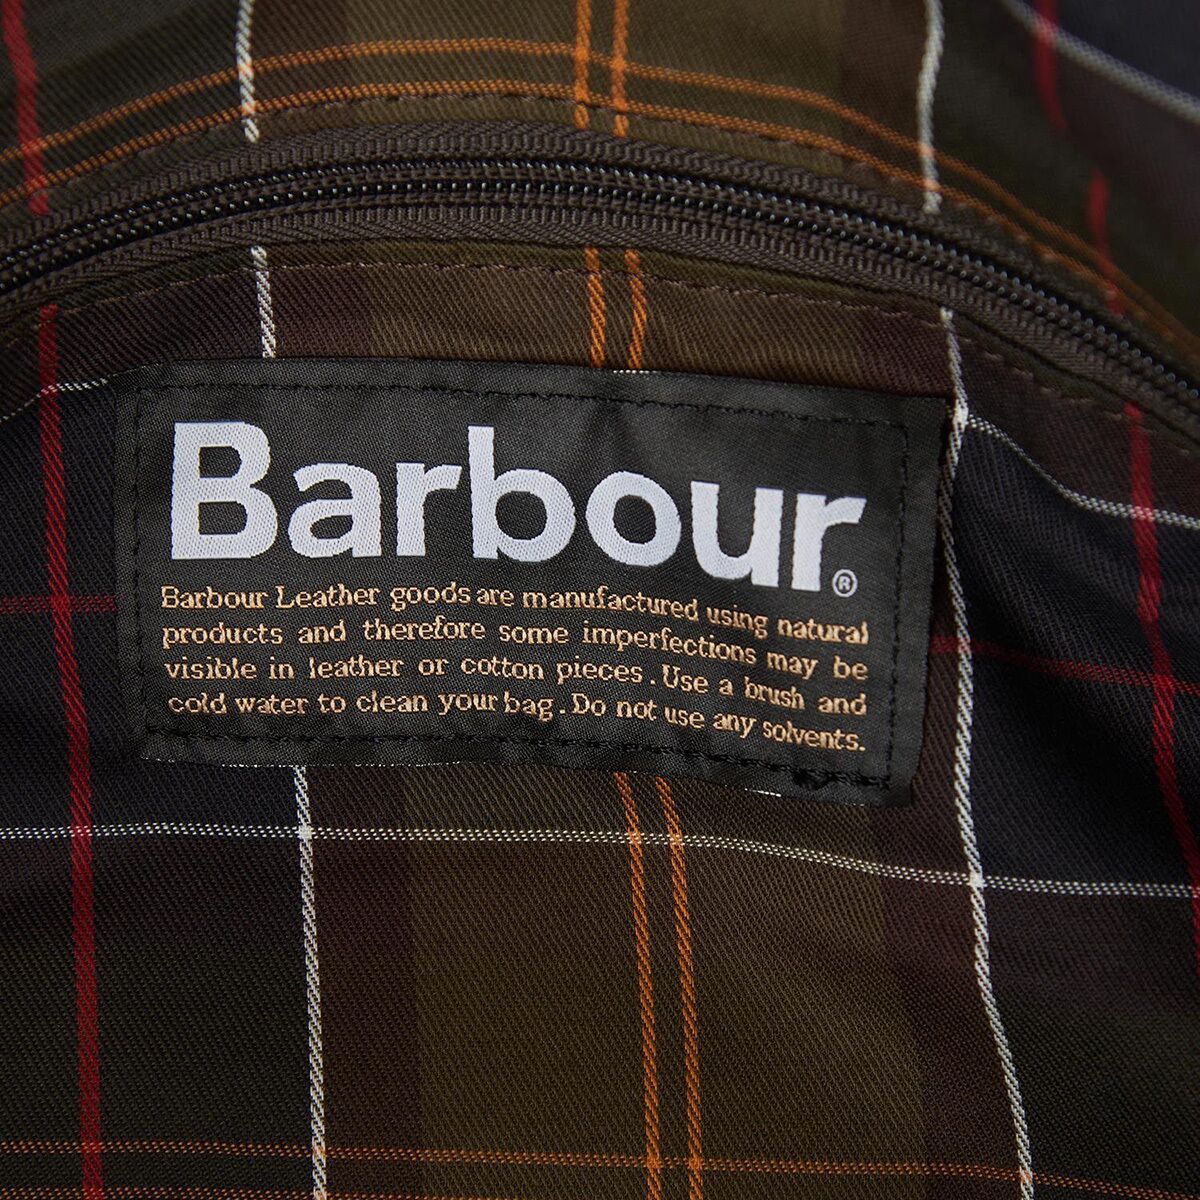 Barbour®
Barbour Leather goods are manufactured using natural
products and therefore some imperfections may be
visible in leather or cotton pieces. Use a brush and
cold water to clean your bag. Do not use any solvents.